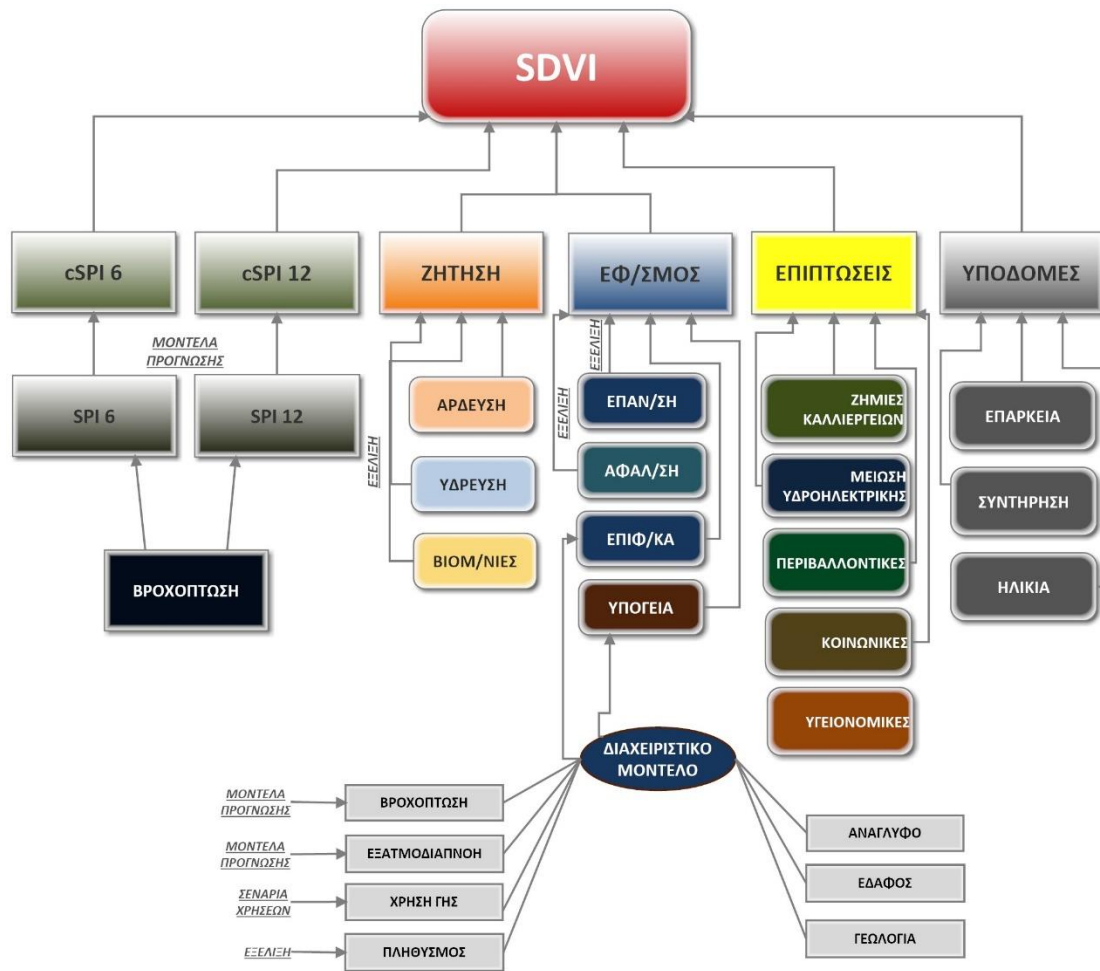 SDVI
cSPI 6
cSPI 12
ΖΗΤΗΣΗ
ΕΦ/ΣΜΟΣ
ΕΠΙΠΤΩΣΕΙΣ
ΥΠΟΔΟΜΕΣ
ΜΟΝΤΕΛΑ
ΠΡΟΓΝΩΣΗΣ
SPI 6
SPI 12
ΒΡΟΧΟΠΤΩΣΗ
ΕΞΕΛΙΞΗ
ΑΡΔΕΥΣΗ
ΥΔΡΕΥΣΗ
ΒΙΟΜ/ΝΙΕΣ
ΕΞΕΛΙΞΗ
ΕΞΕΛΙΞΗ
ΕΠΑΝ/ΣΗ
ΑΦΑΛ/ΣΗ
ΕΠΙΦ/ΚΑ
ΥΠΟΓΕΙΑ
ΖΗΜΙΕΣ
ΚΑΛΛΙΕΡΓΕΙΩΝ
ΜΕΙΩΣΗ
ΥΔΡΟΗΛΕΚΤΡΙΚΗΣ
ΠΕΡΙΒΑΛΛΟΝΤΙΚΕΣ
ΚΟΙΝΩΝΙΚΕΣ
ΥΓΕΙΟΝΟΜΙΚΕΣ
ΕΠΑΡΚΕΙΑ
ΣΥΝΤΗΡΗΣΗ
ΗΛΙΚΙΑ
ΔΙΑΧΕΙΡΙΣΤΙΚΟ
ΜΟΝΤΕΛΟ
ΜΟΝΤΕΛΑ
ΠΡΟΓΝΩΣΗΣ
ΒΡΟΧΟΠΤΩΣΗ
ΜΟΝΤΕΛΑ
ΠΡΟΓΝΩΣΗΣ
ΕΞΑΤΜΟΔΙΑΠΝΟΗ
ΣΕΝΑΡΙΑ
ΧΡΗΣΕΩΝ
ΧΡΗΣΗ ΓΗΣ
ΕΞΕΛΙΞΗ
ΠΛΗΘΥΣΜΟΣ
ΑΝΑΓΛΥΦΟ
ΕΔΑΦΟΣ
ΓΕΩΛΟΓΙΑ